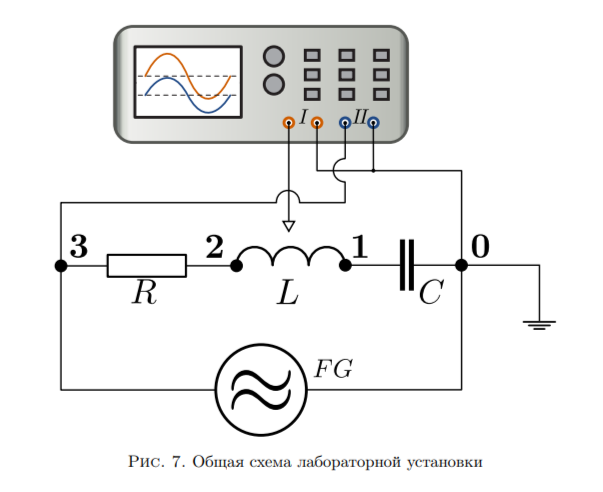 I II
3 2 1 0
R L C
FG
Рис. 7. Общая схема лабораторной установки